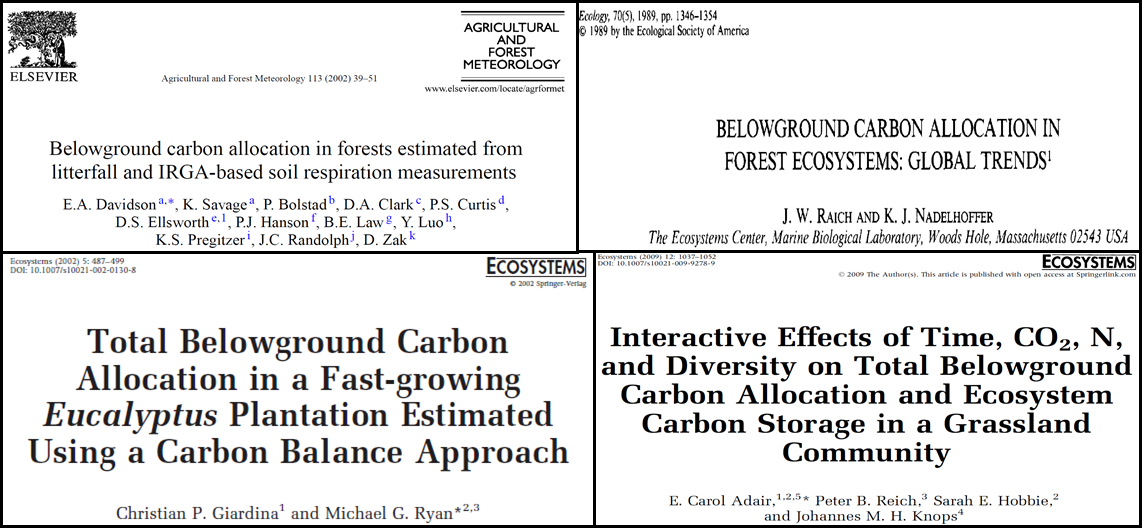 ELSEVIER
Agricultural and Forest Meteorology 113 (2002) 39–51
AGRICULTURAL
AND
FOREST
METEOROLOGY
www.elsevier.com/locate/agrformet
Belowground carbon allocation in forests estimated from
litterfall and IRGA-based soil respiration measurements
E.A. Davidson a,*, K. Savage a, P. Bolstad b, D.A. Clark c, P.S. Curtis d,
D.S. Ellsworth e,1, P.J. Hanson f, B.E. Law g, Y. Luo h,
K.S. Pregitzer i, J.C. Randolph j, D. Zak k
Ecology, 70(5), 1989, pp. 1346–1354
© 1989 by the Ecological Society of America
BELOWGROUND CARBON ALLOCATION IN
FOREST ECOSYSTEMS: GLOBAL TRENDS1
J. W. RAICH AND K. J. NADELHOFFER
The Ecosystems Center, Marine Biological Laboratory, Woods Hole, Massachusetts 02543 USA
Ecosystems (2002) 5: 487–499
DOI: 10.1007/s10021-002-0130-8
ECOSYSTEMS
© 2002 Springer-Verlag
Total Belowground Carbon
Allocation in a Fast-growing
Eucalyptus Plantation Estimated
Using a Carbon Balance Approach
Christian P. Giardina1 and Michael G. Ryan*2,3
Ecosystems (2009) 12: 1037–1052
DOI: 10.1007/s10021-009-9278-9
ECOSYSTEMS
© 2009 The Author(s). This article is published with open access at Springerlink.com
Interactive Effects of Time, CO₂, N,
and Diversity on Total Belowground
Carbon Allocation and Ecosystem
Carbon Storage in a Grassland
Community
E. Carol Adair,1,2,5* Peter B. Reich,3 Sarah E. Hobbie,2
and Johannes M. H. Knops4